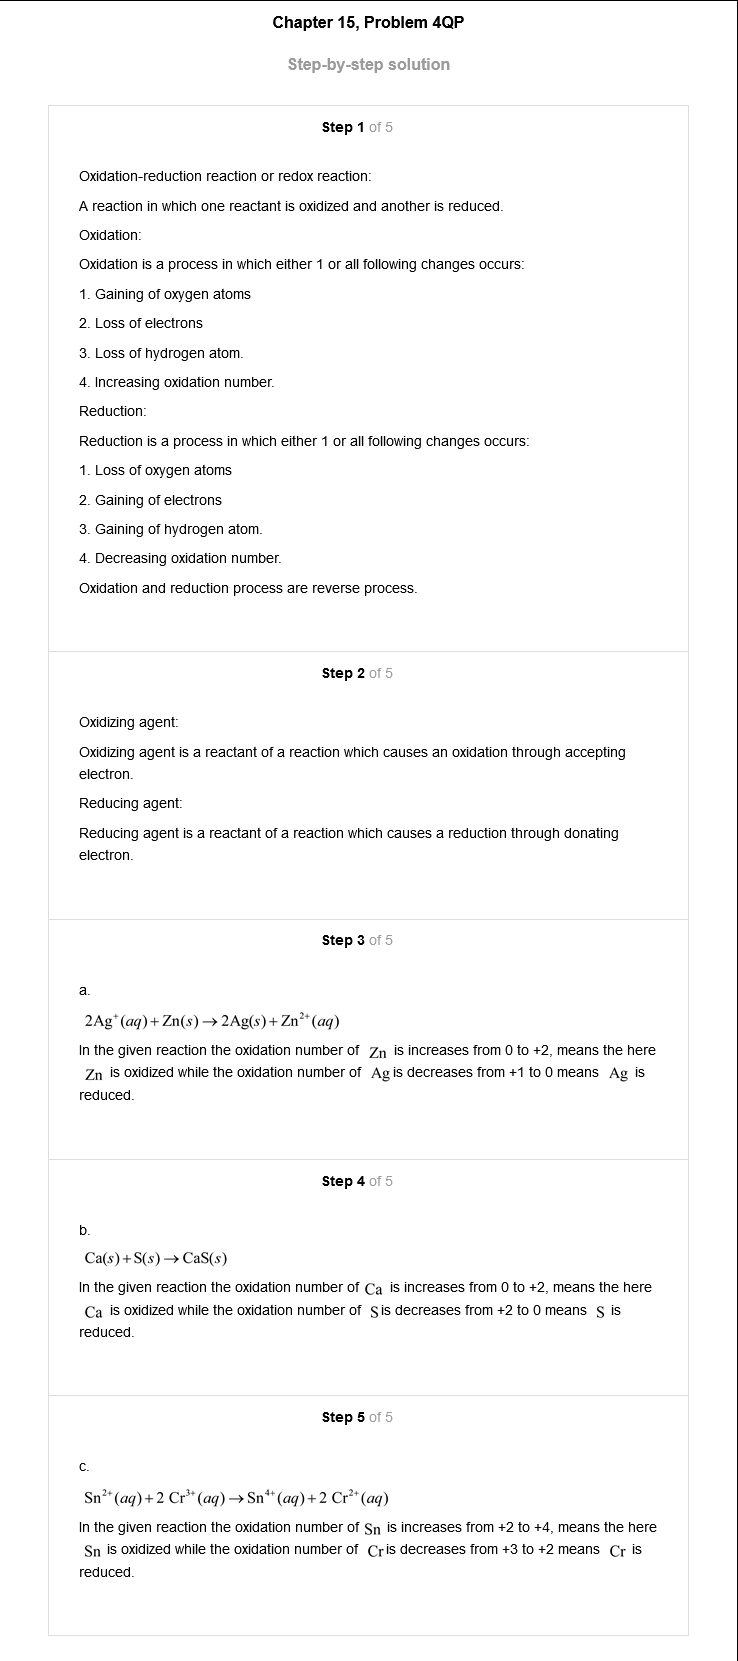 Chapter 15, Problem 4QP
Step-by-step solution
Step 1 of 5
Oxidation-reduction reaction or redox reaction:
A reaction in which one reactant is oxidized and another is reduced.
Oxidation:
Oxidation is a process in which either 1 or all following changes occurs:
1. Gaining of oxygen atoms
2. Loss of electrons
3. Loss of hydrogen atom.
4. Increasing oxidation number.
Reduction:
Reduction is a process in which either 1 or all following changes occurs:
1. Loss of oxygen atoms
2. Gaining of electrons
3. Gaining of hydrogen atom.
4. Decreasing oxidation number.
Oxidation and reduction process are reverse process.
Step 2 of 5
Oxidizing agent:
Oxidizing agent is a reactant of a reaction which causes an oxidation through accepting
electron.
Reducing agent:
Reducing agent is a reactant of a reaction which causes a reduction through donating
electron.
Step 3 of 5
a.
2Ag⁺(aq)+Zn(s)→2Ag(s)+Zn²⁺(aq)
In the given reaction the oxidation number of Zn is increases from 0 to +2, means the here
Zn is oxidized while the oxidation number of Ag is decreases from +1 to 0 means Ag is
reduced.
Step 4 of 5
b.
Ca(s)+S(s)→CaS(s)
In the given reaction the oxidation number of Ca is increases from 0 to +2, means the here
Ca is oxidized while the oxidation number of S is decreases from +2 to 0 means S is
reduced.
Step 5 of 5
c.
Sn²⁺(aq)+2 Cr³⁺(aq)→Sn⁴⁺(aq)+2 Cr²⁺(aq)
In the given reaction the oxidation number of Sn is increases from +2 to +4, means the here
Sn is oxidized while the oxidation number of Cr is decreases from +3 to +2 means Cr is
reduced.